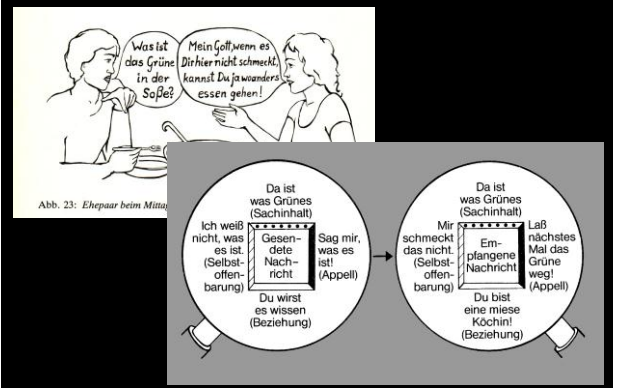 Was ist
das Grüne
in der
Soße?
Mein Gott, wenn es
Dir hier nicht schmeckt,
kannst Du ja woanders
essen gehen!
Abb. 23: Ehepaar beim Mittag
Da ist
was Grünes
(Sachinhalt)
Ich weiß
nicht, was
es ist.
(Selbst-
offen-
barung)
Gesen-
dete
Nach-
richt
Sag mir,
was es
ist!
(Appell)
Du wirst
es wissen
(Beziehung)
Da ist
was Grünes
(Sachinhalt)
Mir
schmeckt
das nicht.
(Selbst-
offen-
barung)
Em-
pfangene
Nachricht
Laß
nächstes
Mal das
Grüne
weg!
(Appell)
Du bist
eine miese
Köchin!
(Beziehung)